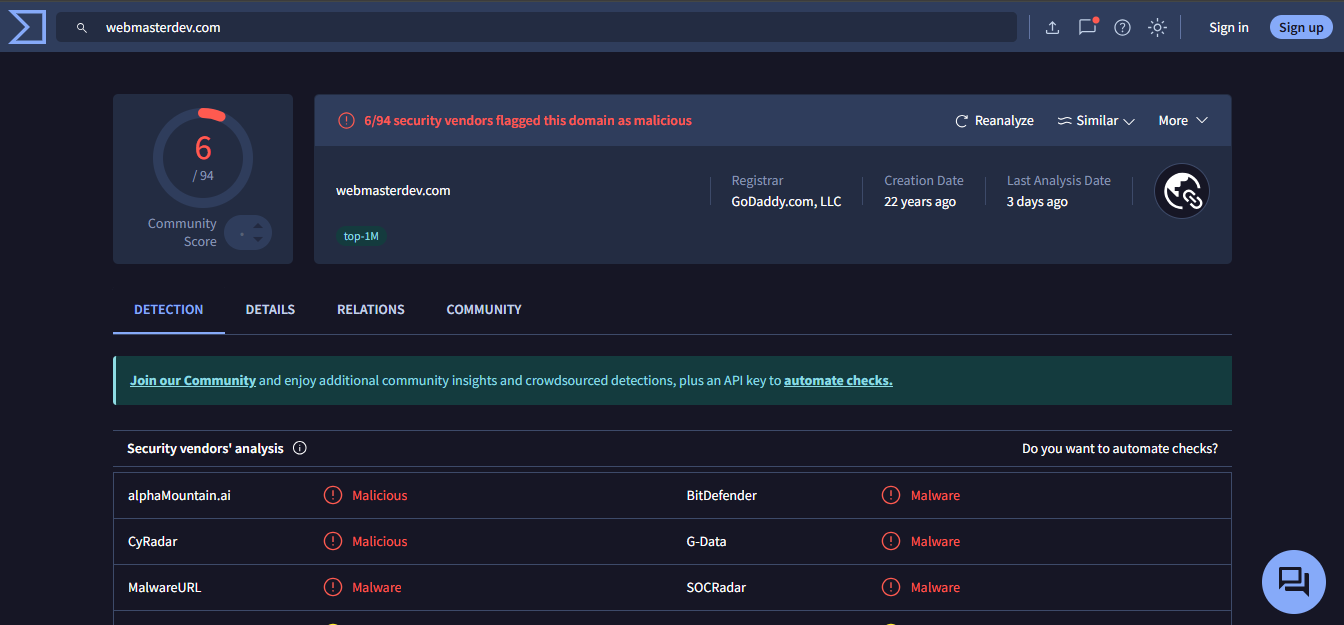 webmasterdev.com
Sign in
Sign up
6
/ 94
Community
Score
6/94 security vendors flagged this domain as malicious
Reanalyze
Similar
More
webmasterdev.com
top-1M
Registrar
GoDaddy.com, LLC
Creation Date
22 years ago
Last Analysis Date
3 days ago
DETECTION
DETAILS
RELATIONS
COMMUNITY
Join our Community and enjoy additional community insights and crowdsourced detections, plus an API key to automate checks.
Security vendors' analysis
Do you want to automate checks?
alphaMountain.ai
Malicious
BitDefender
Malware
CyRadar
Malicious
G-Data
Malware
MalwareURL
Malware
SOCRadar
Malware